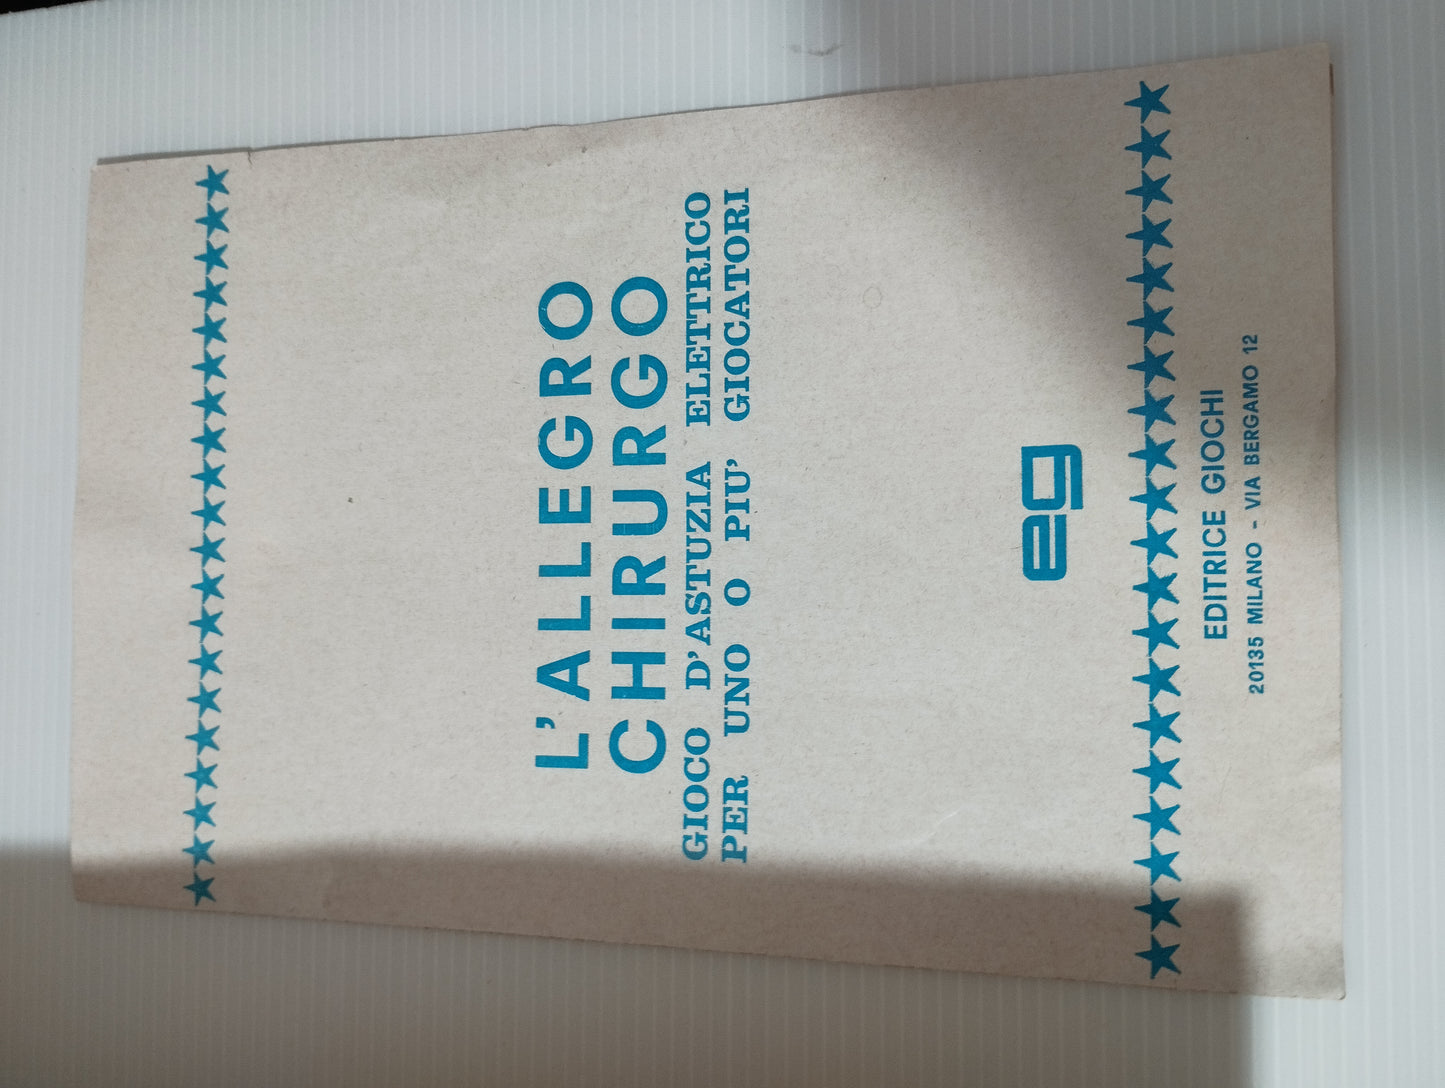 L'ALLEGRO
CHIRURGO
GIOCO D'ASTUZIA ELETTRICO
PER UNO O PIU' GIOCATORI
eg
EDITRICE GIOCHI
20135 MILANO - VIA BERGAMO 12